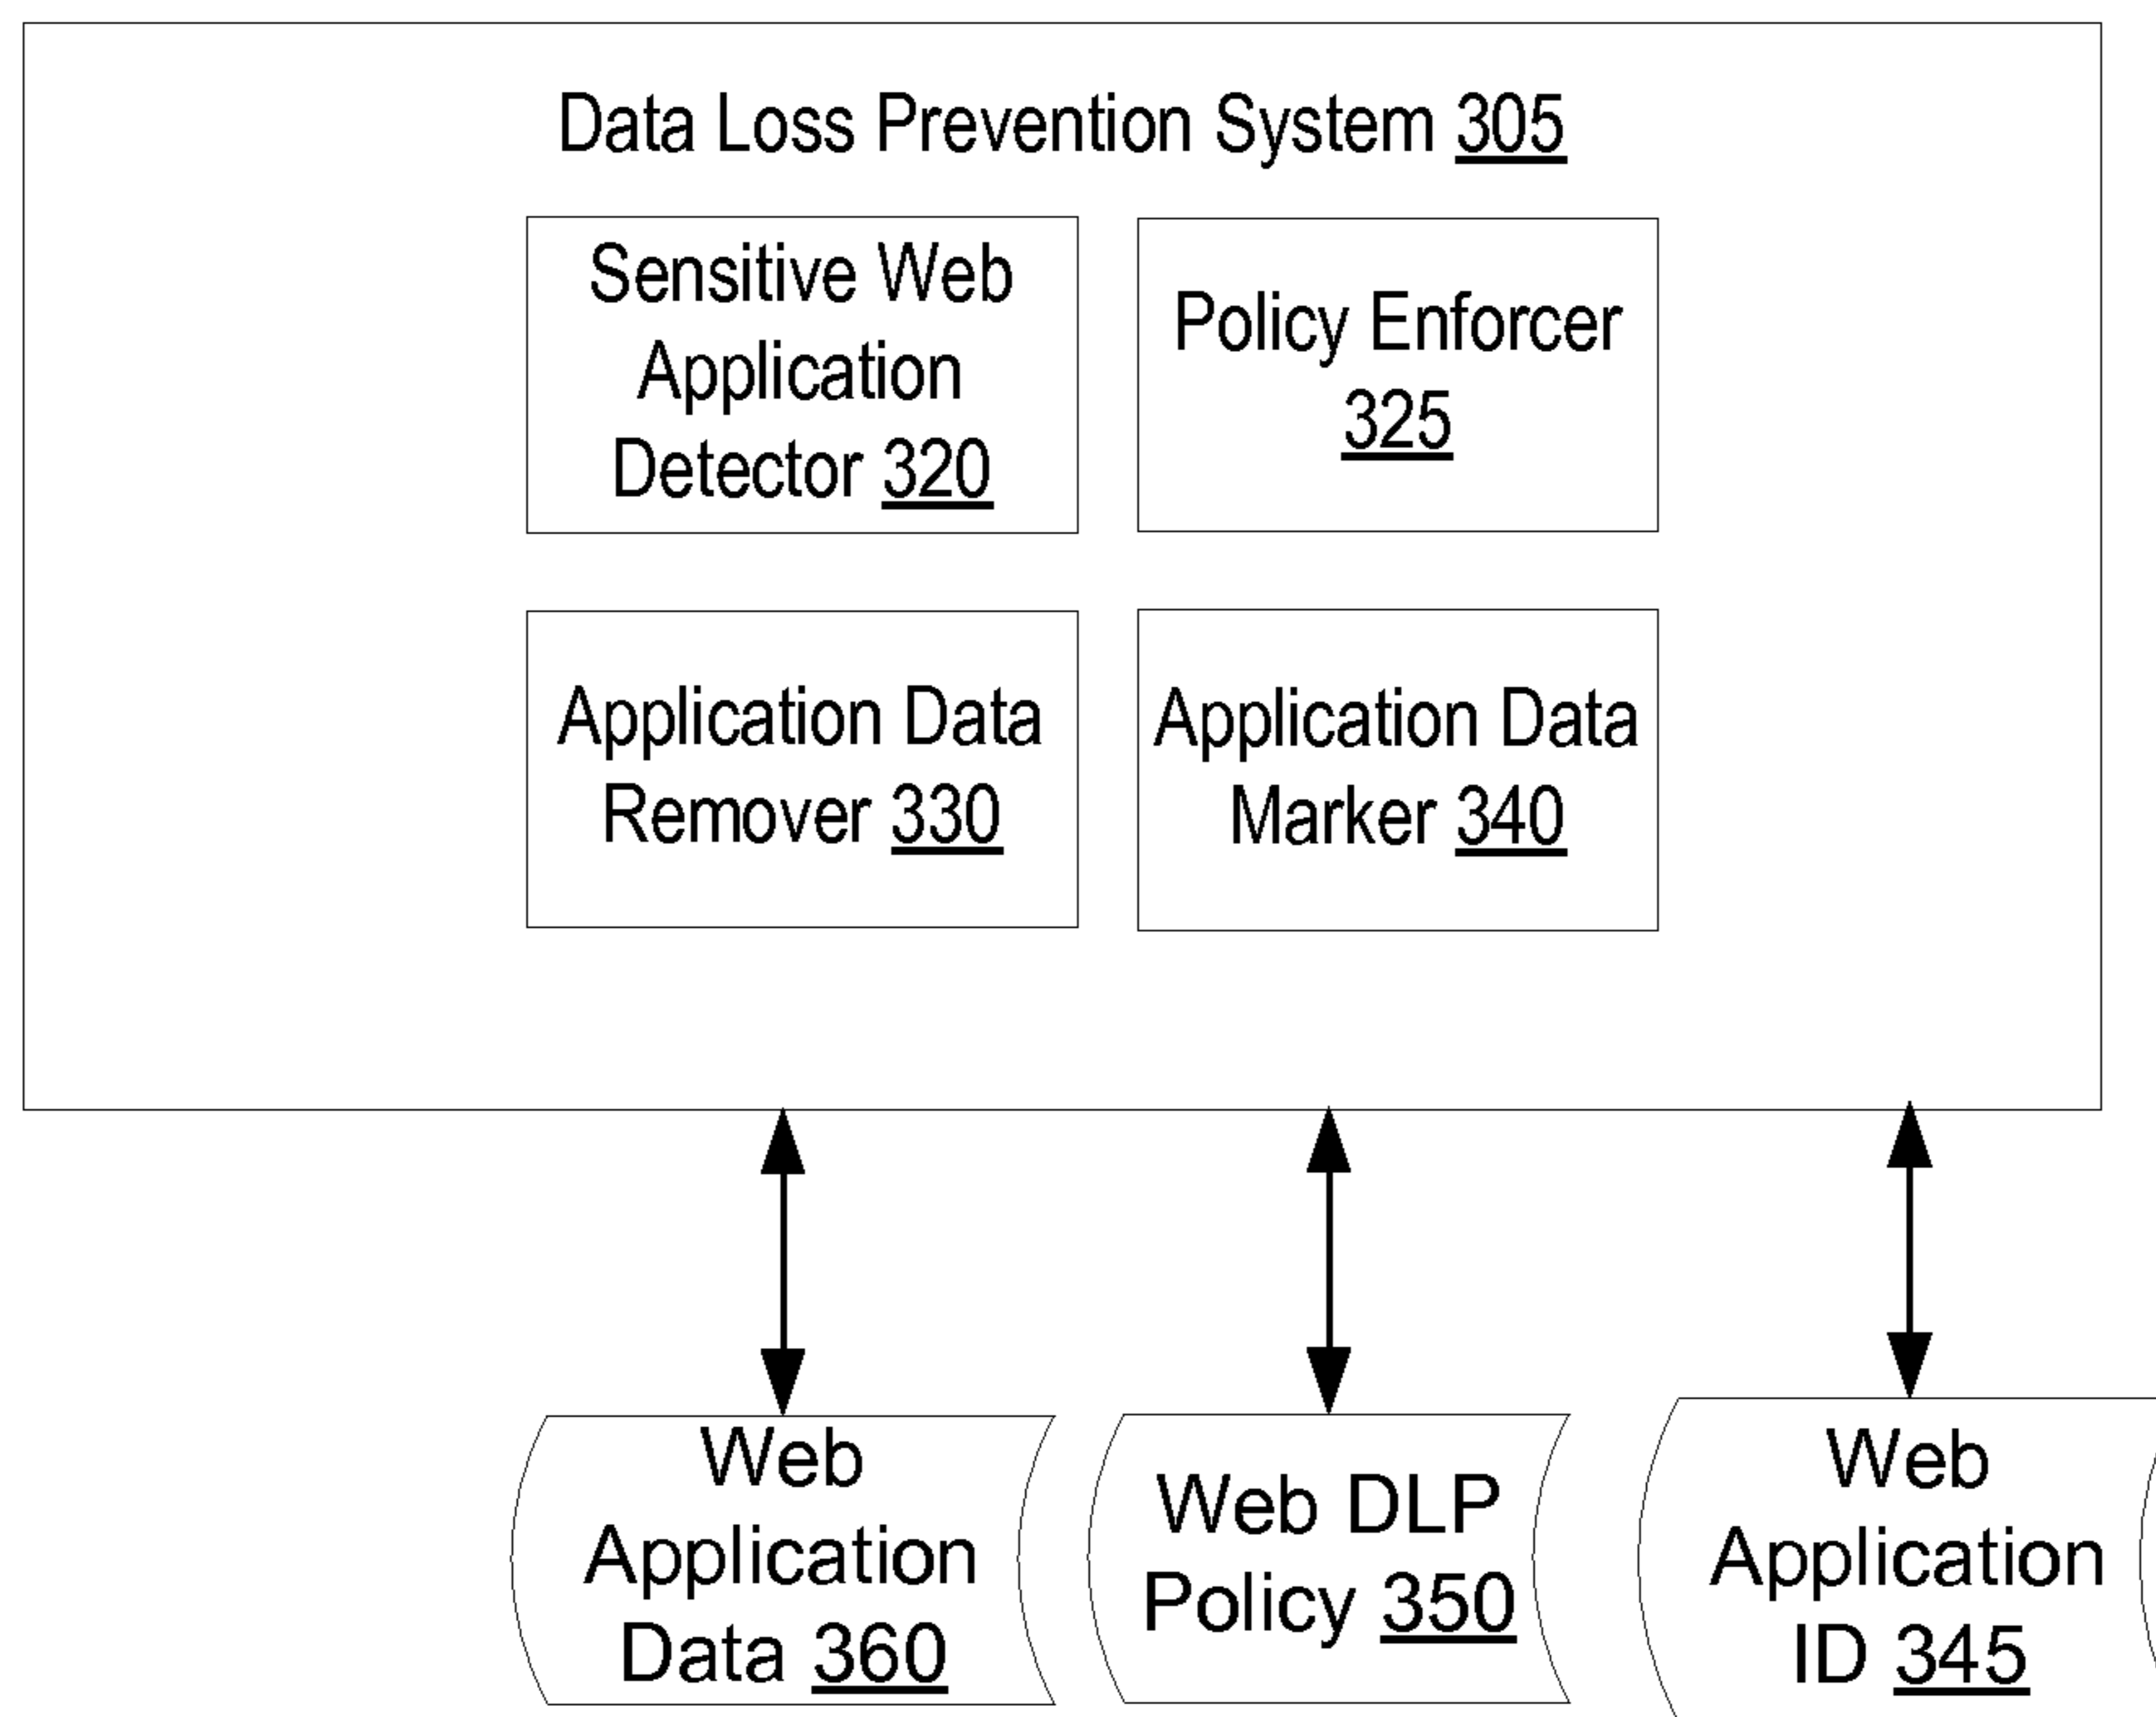 Data Loss Prevention System 305
Sensitive Web
Application
Detector 320
Policy Enforcer
325
Application Data
Remover 330
Application Data
Marker 340
Web
Application
Data 360
Web DLP
Policy 350
Web
Application
ID 345